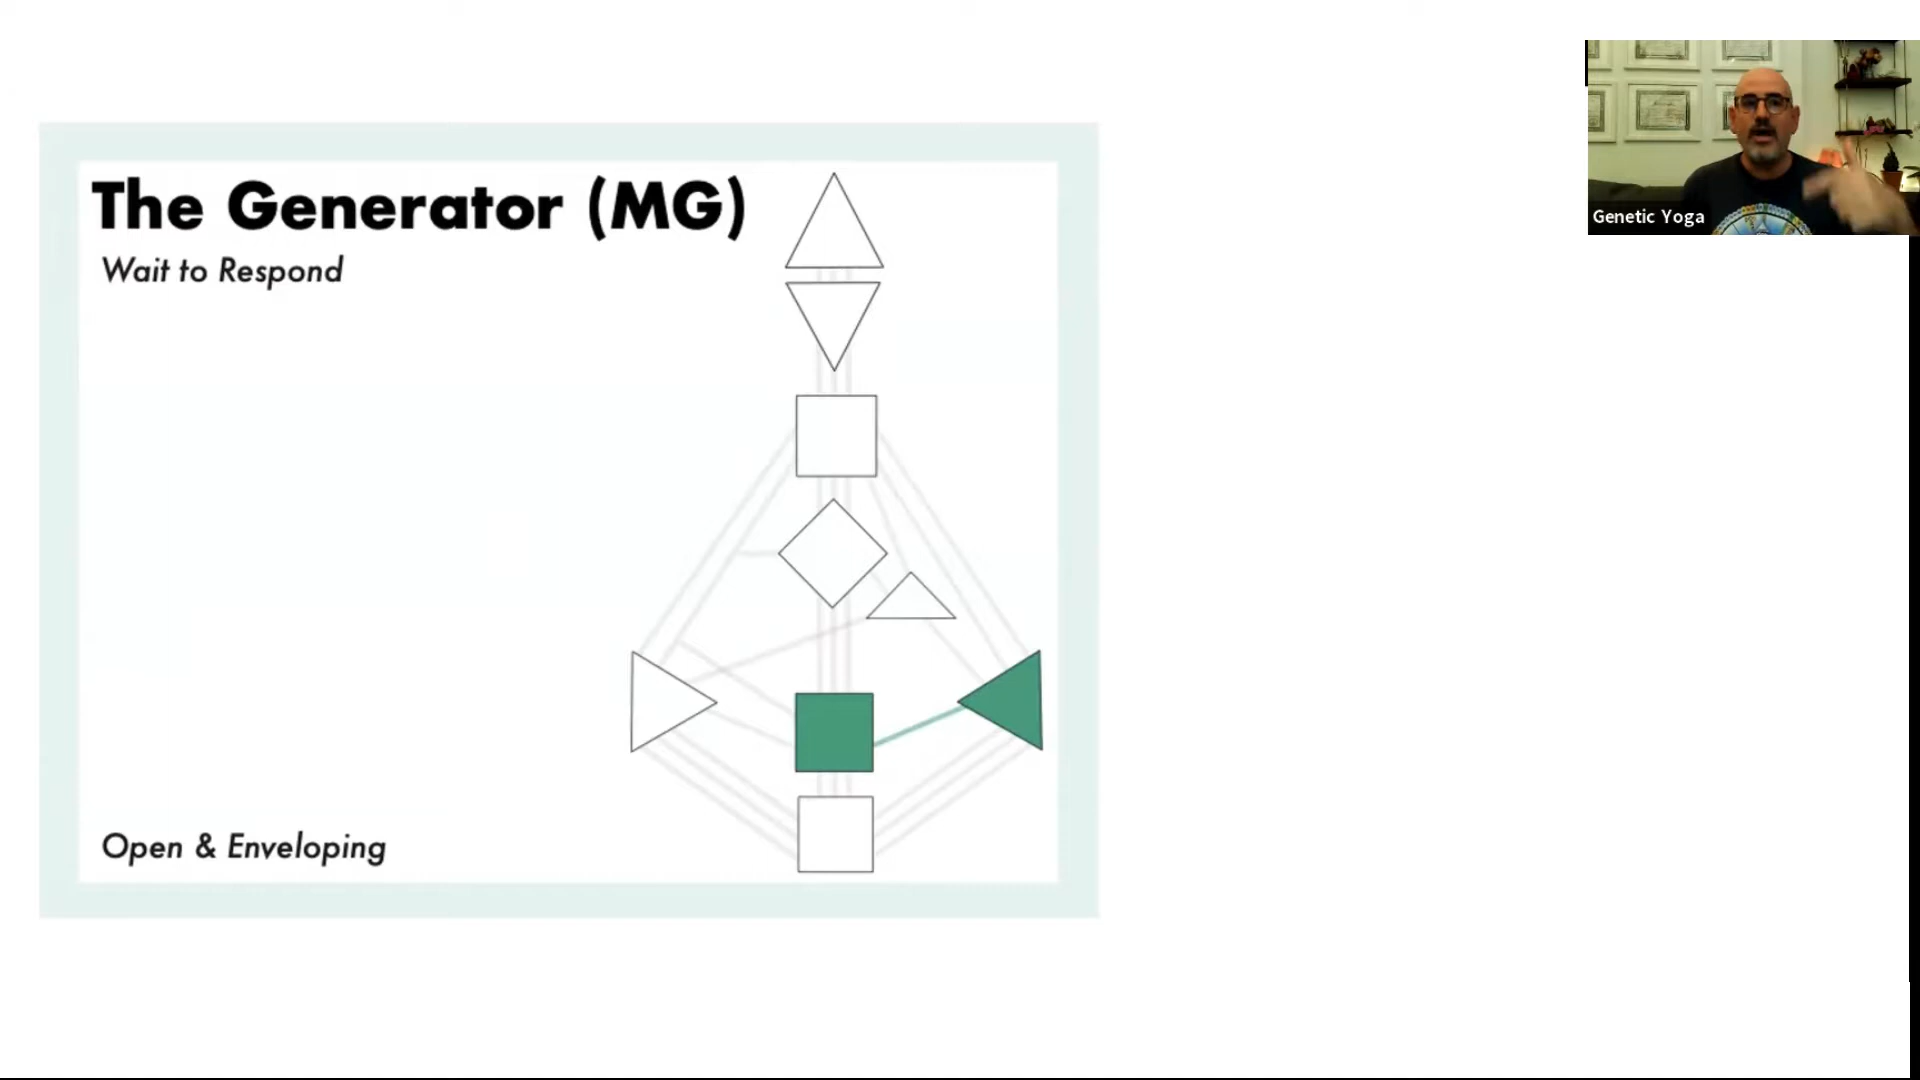 The Generator (MG)
Wait to Respond
Open & Enveloping
Genetic Yoga